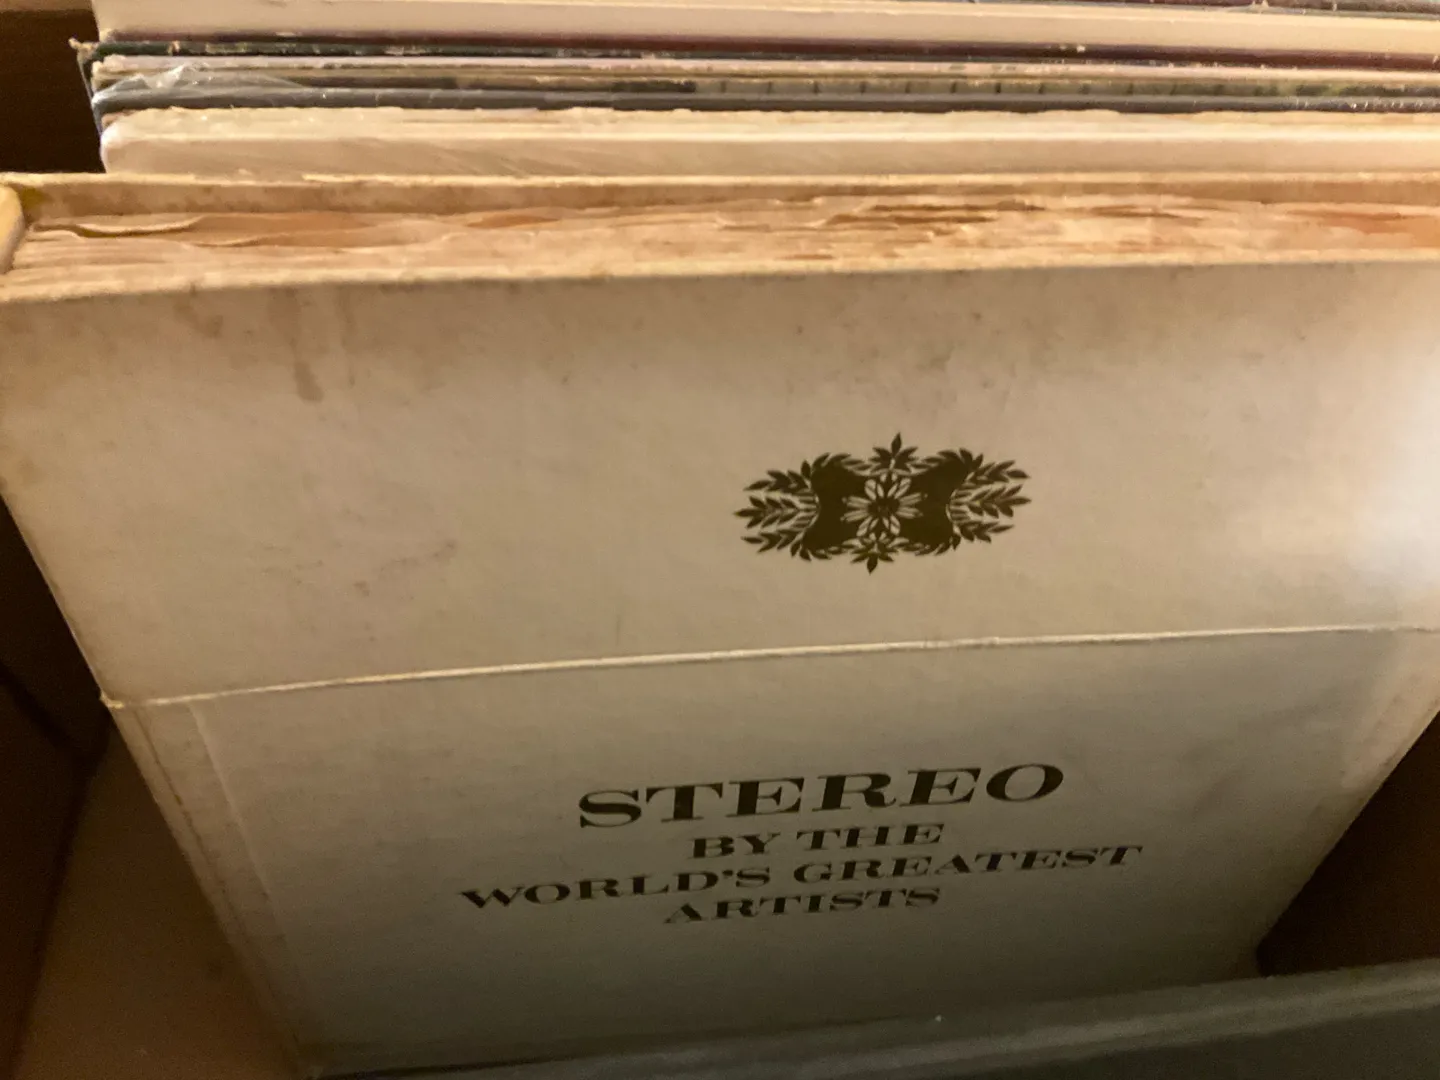 STEREO
BY THE
WORLD'S GREATEST
ARTISTS